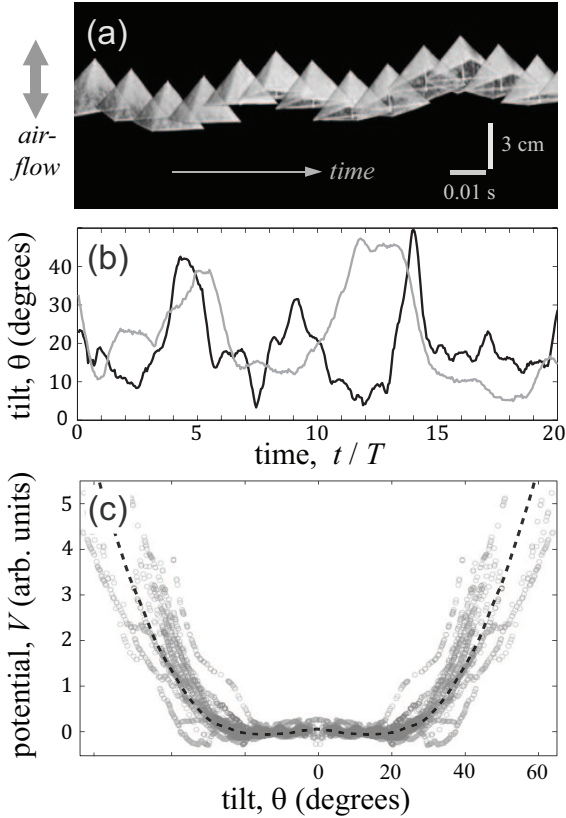 (a)
air-
flow
time
3 cm
0.01 s
(b)
tilt, θ (degrees)
40
30
20
10
0
0 5 10 15 20
time, t / T
(c)
potential, V (arb. units)
5
4
3
2
1
0
0 20 40 60
tilt, θ (degrees)